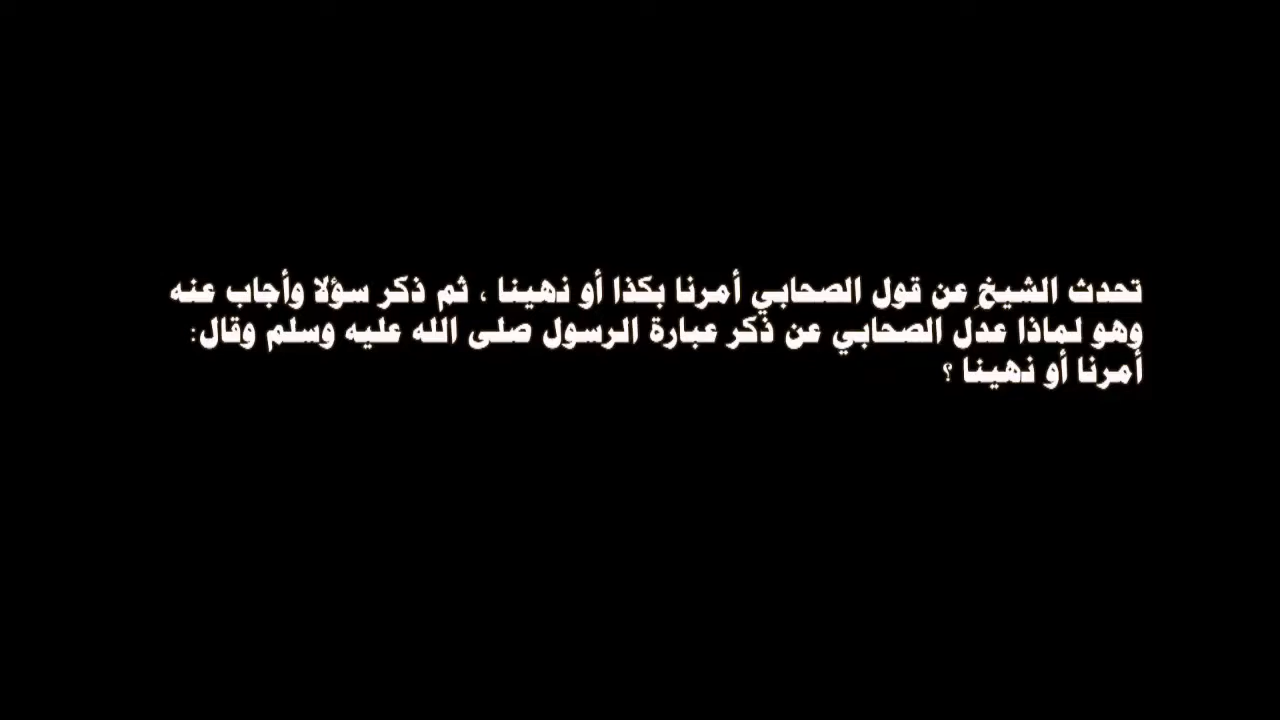 تحدث الشيخِ عن قول الصحابي أمرنا بكذا أو نهينا ، ثم ذكر سؤلا وأجاب عنه
وهو لماذا عدل الصحابي عن ذكر عبارة الرسول صلى الله عليه وسلم وقال:
أمرنا أو نهينا ؟